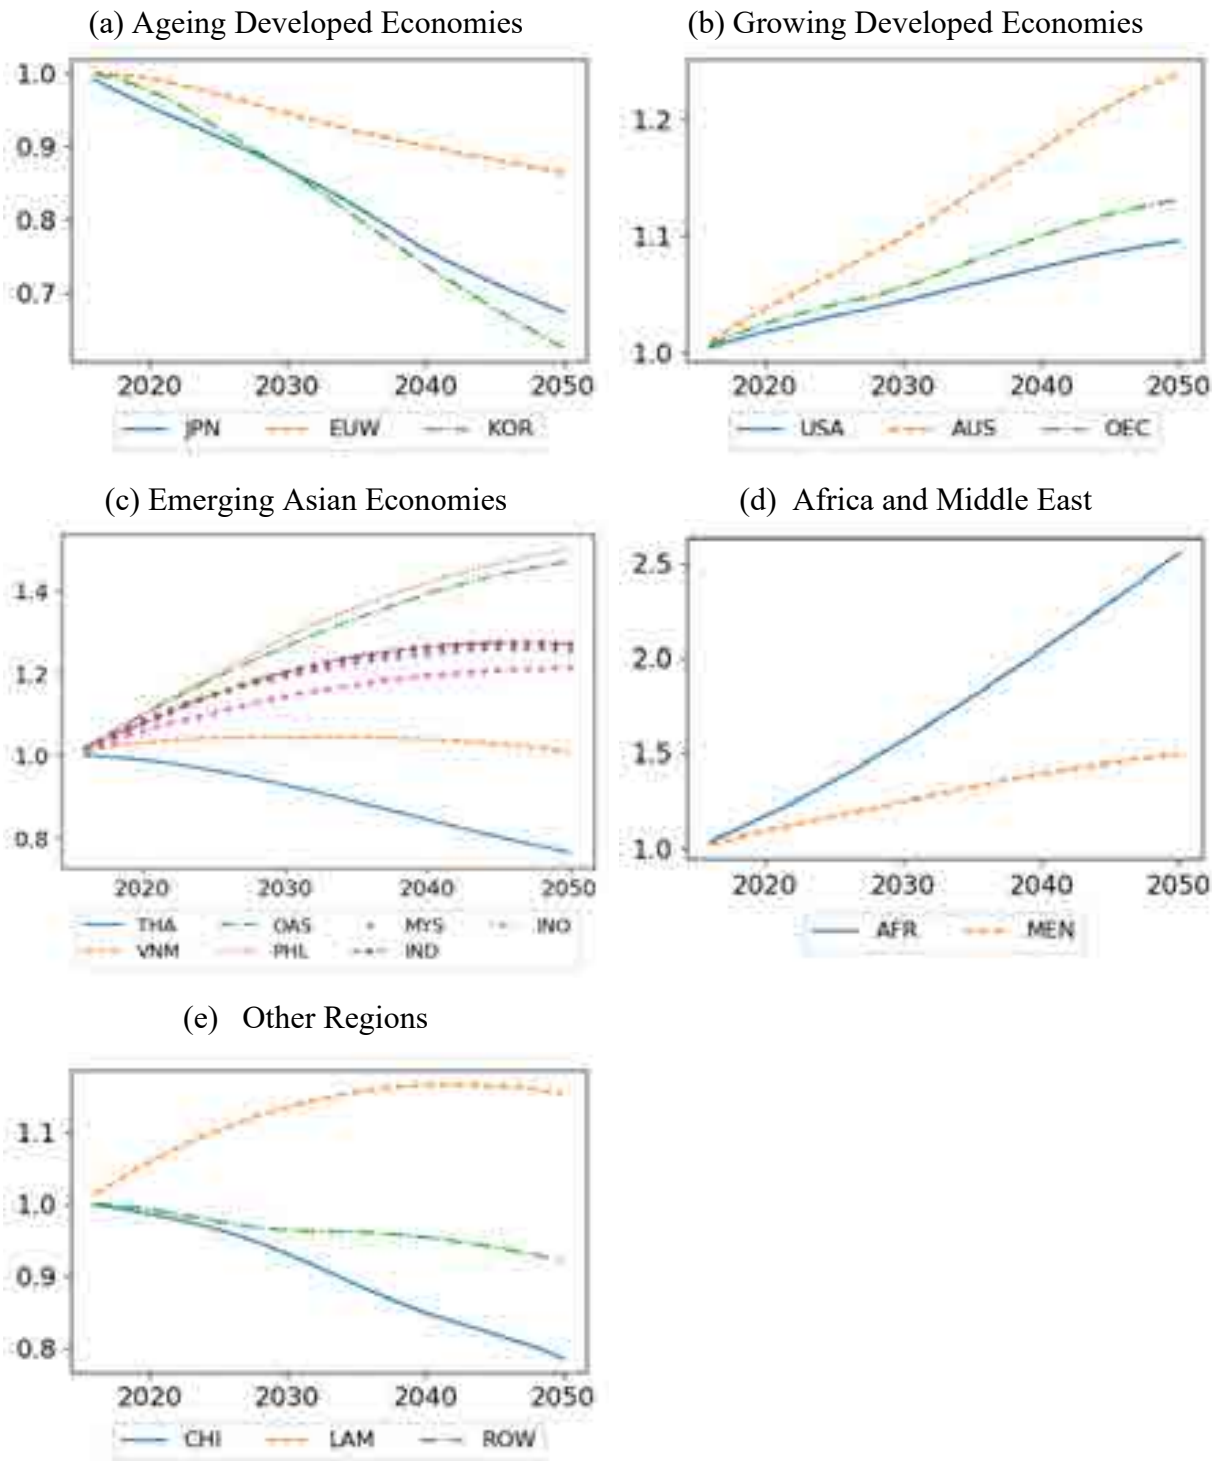 (a) Ageing Developed Economies
1.0
0.9
0.8
0.7
2020 2030 2040 2050
JPN EUW KOR
(b) Growing Developed Economies
1.2
1.1
1.0
2020 2030 2040 2050
USA AUS OEC
(c) Emerging Asian Economies
1.4
1.2
1.0
0.8
2020 2030 2040 2050
THA OAS MYS INO
VNM PHL IND
(d) Africa and Middle East
2.5
2.0
1.5
1.0
2020 2030 2040 2050
AFR MEN
(e) Other Regions
1.1
1.0
0.9
0.8
2020 2030 2040 2050
CHI LAM ROW